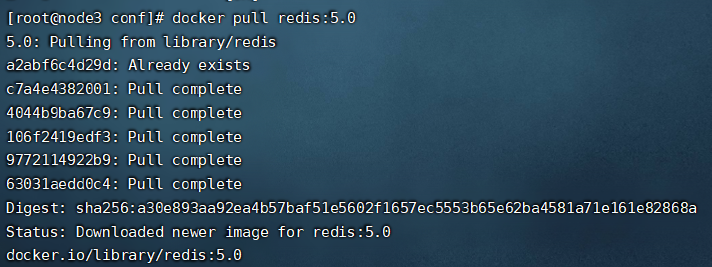 [root@node3 conf]# docker pull redis:5.0
5.0: Pulling from library/redis
a2abf6c4d29d: Already exists
c7a4e4382001: Pull complete
4044b9ba67c9: Pull complete
106f2419edf3: Pull complete
9772114922b9: Pull complete
63031aedd0c4: Pull complete
Digest: sha256:a30e893aa92ea4b57baf51e5602f1657ec5553b65e62ba4581a71e161e82868a
Status: Downloaded newer image for redis:5.0
docker.io/library/redis:5.0